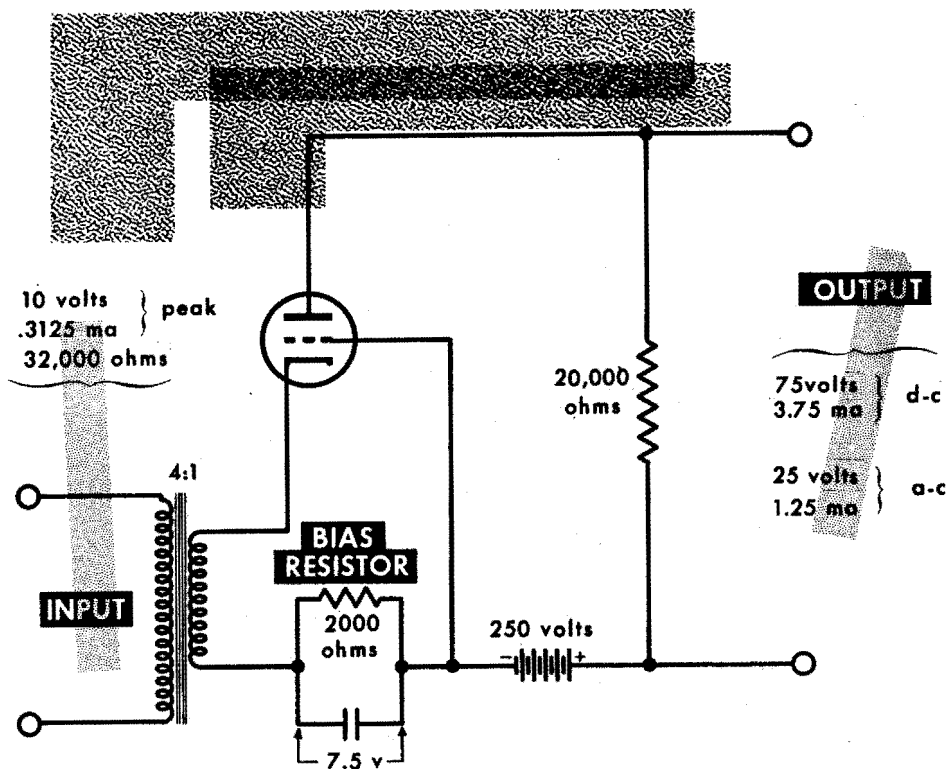 10 volts
.3125 ma
} peak
32,000 ohms
OUTPUT
20,000
ohms
75volts
3.75 ma
} d-c
25 volts
1.25 ma
} a-c
4:1
INPUT
BIAS
RESISTOR
2000
ohms
250 volts
- +
7.5 v